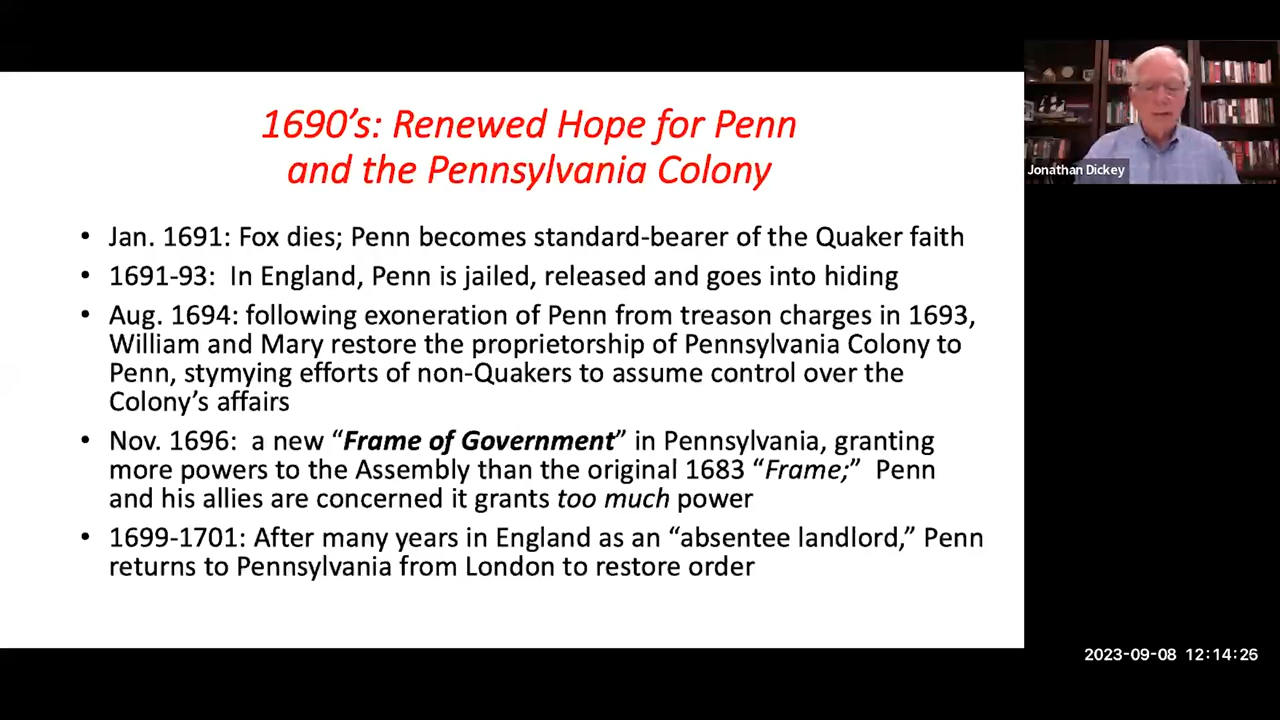 1690’s: Renewed Hope for Penn
and the Pennsylvania Colony
• Jan. 1691: Fox dies; Penn becomes standard-bearer of the Quaker faith
• 1691-93:  In England, Penn is jailed, released and goes into hiding
• Aug. 1694: following exoneration of Penn from treason charges in 1693,
William and Mary restore the proprietorship of Pennsylvania Colony to
Penn, stymying efforts of non-Quakers to assume control over the
Colony’s affairs
• Nov. 1696:  a new “Frame of Government” in Pennsylvania, granting
more powers to the Assembly than the original 1683 “Frame;”  Penn
and his allies are concerned it grants too much power
• 1699-1701: After many years in England as an “absentee landlord,” Penn
returns to Pennsylvania from London to restore order
Jonathan Dickey
2023-09-08 12:14:26